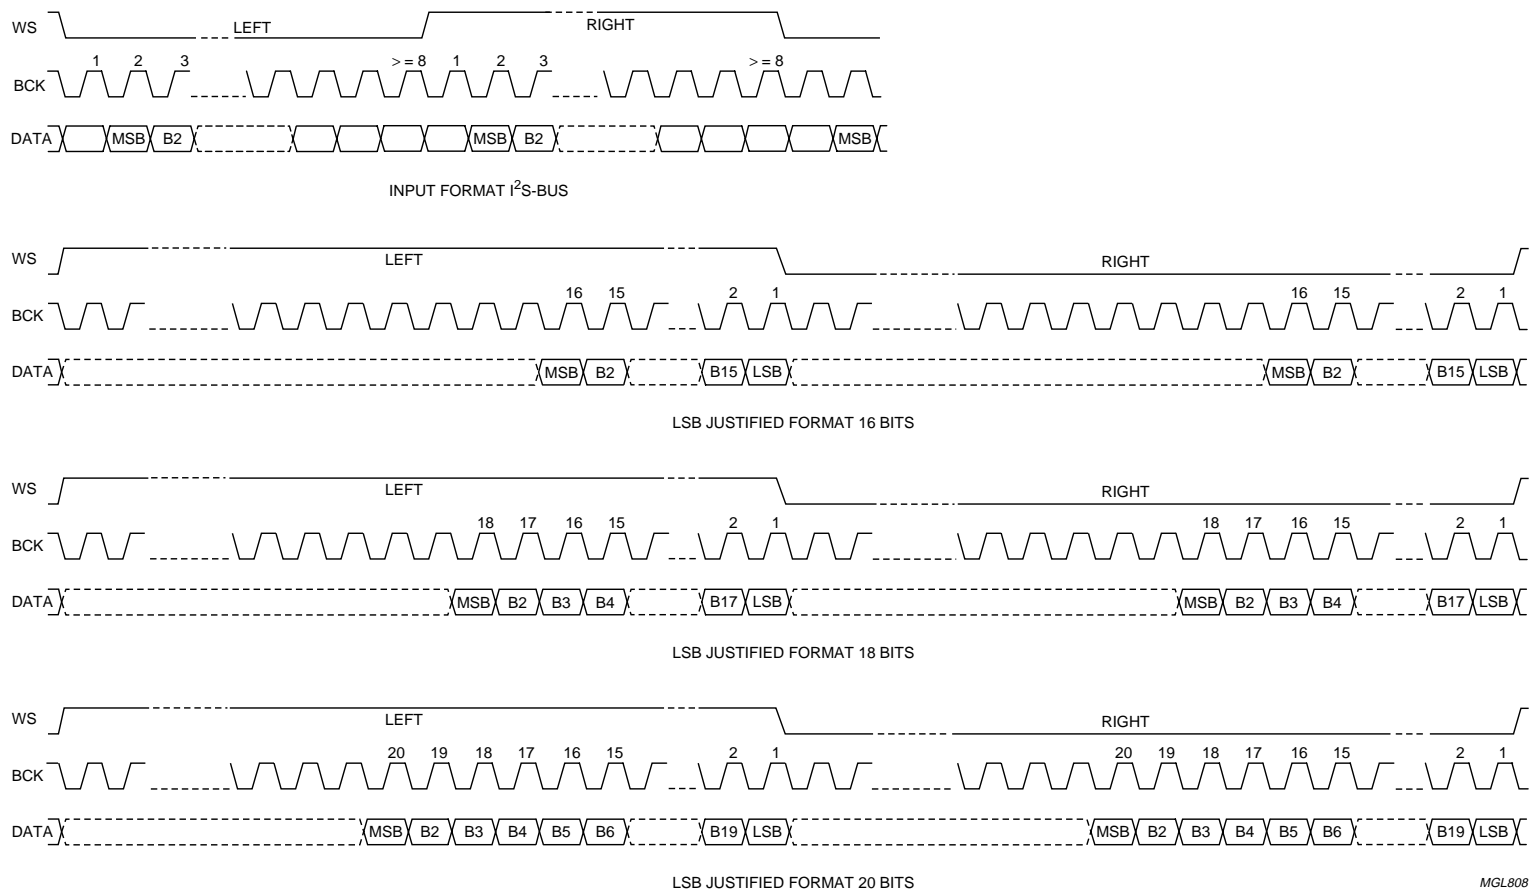 WS LEFT RIGHT
BCK 1 2 3 >= 8 1 2 3 >= 8
DATA MSB B2 MSB B2 MSB
INPUT FORMAT I²S-BUS
WS LEFT RIGHT
BCK 16 15 2 1 16 15 2 1
DATA MSB B2 B15 LSB MSB B2 B15 LSB
LSB JUSTIFIED FORMAT 16 BITS
WS LEFT RIGHT
BCK 18 17 16 15 2 1 18 17 16 15 2 1
DATA MSB B2 B3 B4 B17 LSB MSB B2 B3 B4 B17 LSB
LSB JUSTIFIED FORMAT 18 BITS
WS LEFT RIGHT
BCK 20 19 18 17 16 15 2 1 20 19 18 17 16 15 2 1
DATA MSB B2 B3 B4 B5 B6 B19 LSB MSB B2 B3 B4 B5 B6 B19 LSB
LSB JUSTIFIED FORMAT 20 BITS
MGL808